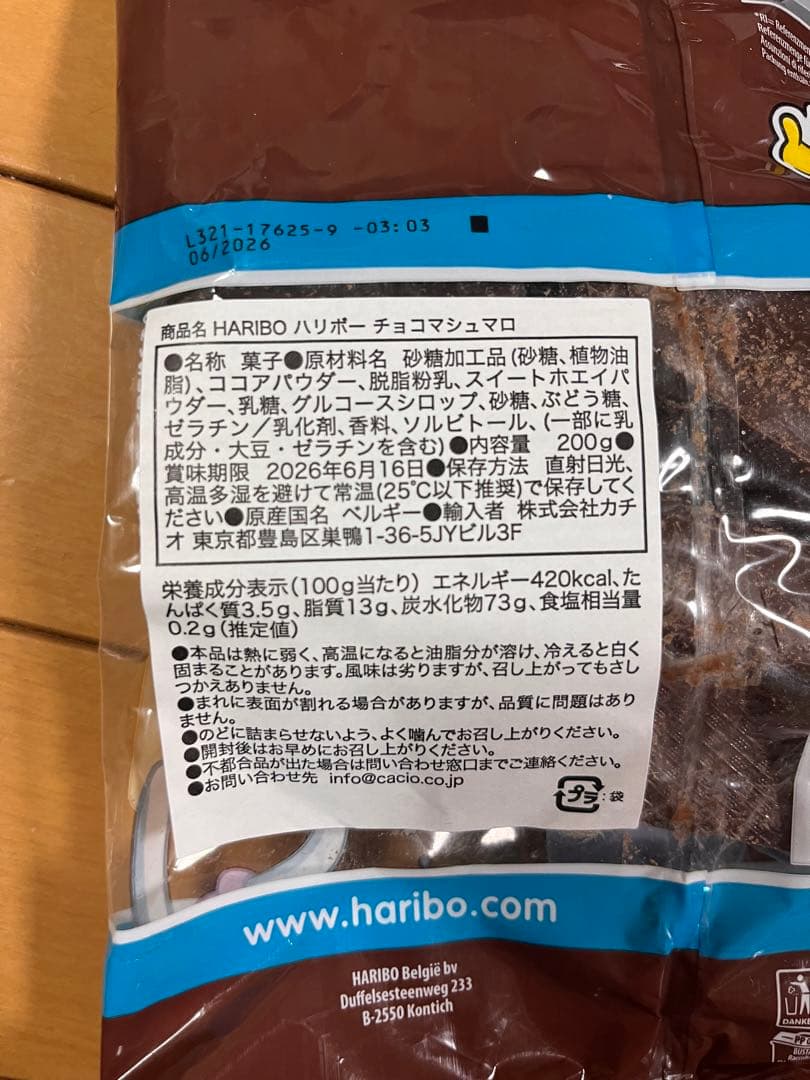 *RI= Referenzmenge
Referenzmenge für
Assunzioni di rife
Packung enthält
L321-17625-9 -03:03
06/2026
商品名 HARIBO ハリボー チョコマシュマロ
●名称 菓子●原材料名 砂糖加工品(砂糖、植物油
脂)、ココアパウダー、脱脂粉乳、スイートホエイパ
ウダー、乳糖、グルコースシロップ、砂糖、ぶどう糖、
ゼラチン/乳化剤、香料、ソルビトール、(一部に乳
成分・大豆・ゼラチンを含む)●内容量 200g●
賞味期限 2026年6月16日●保存方法 直射日光、
高温多湿を避けて常温(25℃以下推奨)で保存してく
ださい●原産国名 ベルギー●輸入者 株式会社カチ
オ 東京都豊島区巣鴨1-36-5JYビル3F
栄養成分表示(100g当たり) エネルギー420kcal、た
んぱく質3.5g、脂質13g、炭水化物73g、食塩相当量
0.2g(推定値)
●本品は熱に弱く、高温になると油脂分が溶け、冷えると白く
固まることがあります。風味は劣りますが、召し上がってもさし
つかえありません。
●まれに表面が割れる場合がありますが、品質に問題はあり
ません。
●のどに詰まらせないよう、よく噛んでお召し上がりください。
●開封後はお早めにお召し上がりください。
●不都合品が出た場合は問い合わせ窓口までご連絡ください。
●お問い合わせ先 info@cacio.co.jp
プラ:袋
www.haribo.com
HARIBO België bv
Duffelsesteenweg 233
B-2550 Kontich
DANKE
PP